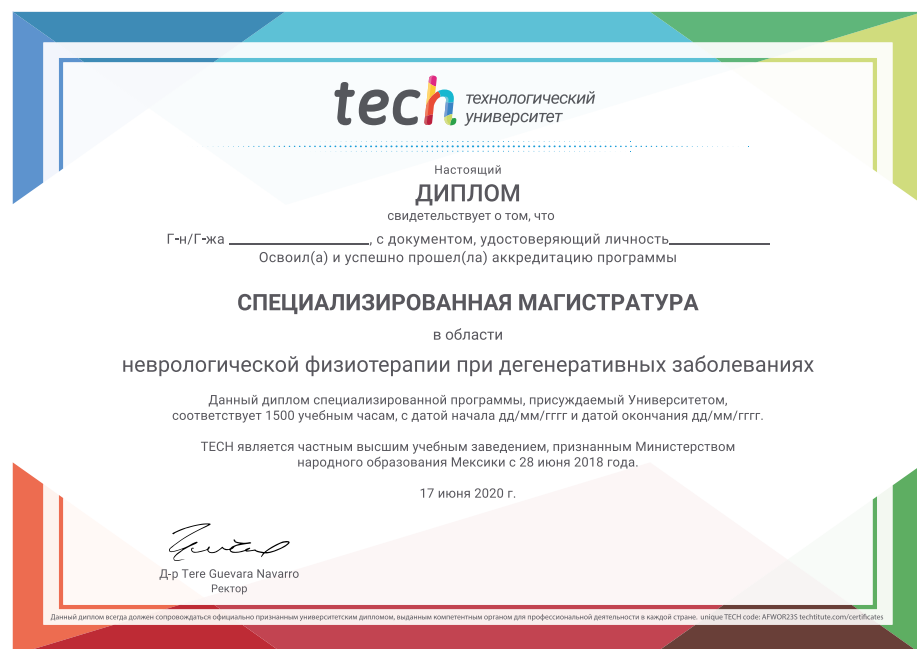 tech технологический
университет
Настоящий
ДИПЛОМ
свидетельствует о том, что
Г-н/Г-жа ____________________, с документом, удостоверяющий личность______________
Освоил(а) и успешно прошел(ла) аккредитацию программы
СПЕЦИАЛИЗИРОВАННАЯ МАГИСТРАТУРА
в области
неврологической физиотерапии при дегенеративных заболеваниях
Данный диплом специализированной программы, присуждаемый Университетом,
соответствует 1500 учебным часам, с датой начала дд/мм/гггг и датой окончания дд/мм/гггг.
TECH является частным высшим учебным заведением, признанным Министерством
народного образования Мексики с 28 июня 2018 года.
17 июня 2020 г.
Д-р Tere Guevara Navarro
Ректор
Данный диплом всегда должен сопровождаться официально признанным университетским дипломом, выданным компетентным органом для профессиональной деятельности в каждой стране. unique TECH code: AFWOR23S techtitute.com/certificates